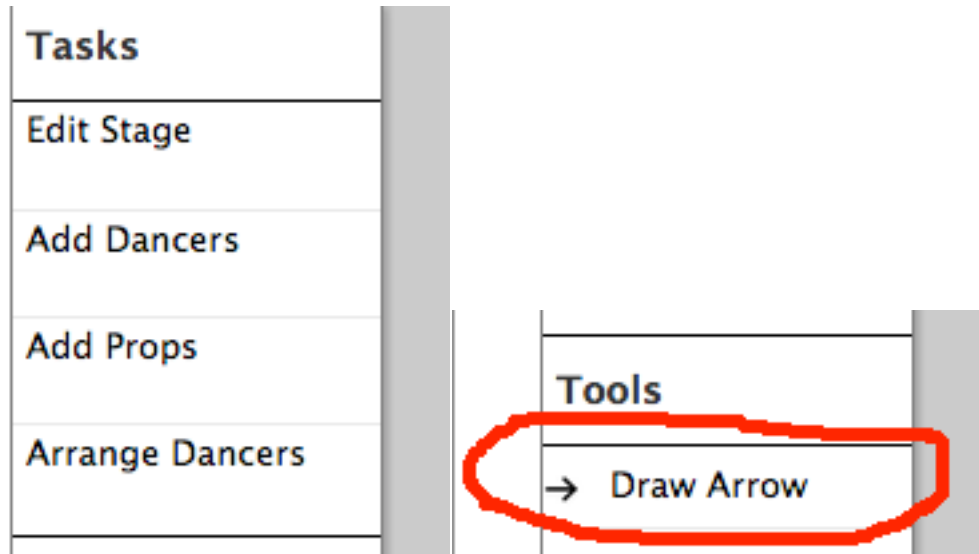 Tasks
Edit Stage
Add Dancers
Add Props
Arrange Dancers
Tools
→ Draw Arrow